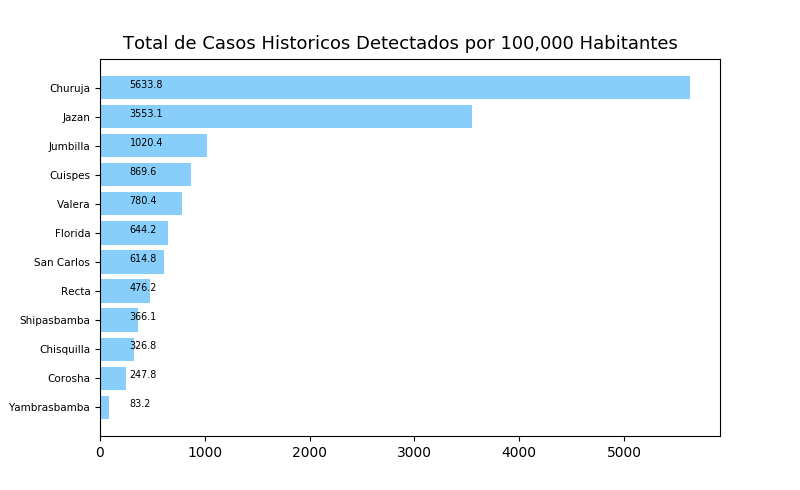 Total de Casos Historicos Detectados por 100,000 Habitantes
Churuja 5633.8
Jazan 3553.1
Jumbilla 1020.4
Cuispes 869.6
Valera 780.4
Florida 644.2
San Carlos 614.8
Recta 476.2
Shipasbamba 366.1
Chisquilla 326.8
Corosha 247.8
Yambrasbamba 83.2
0 1000 2000 3000 4000 5000